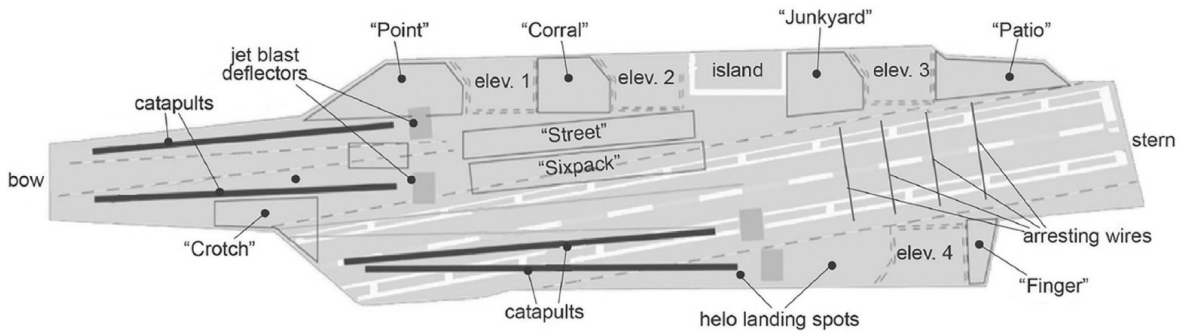 “Point”
“Corral”
“Junkyard”
“Patio”
jet blast
deflectors
elev. 1
elev. 2
island
elev. 3
catapults
“Street”
“Sixpack”
stern
bow
“Crotch”
arresting wires
elev. 4
“Finger”
catapults
helo landing spots